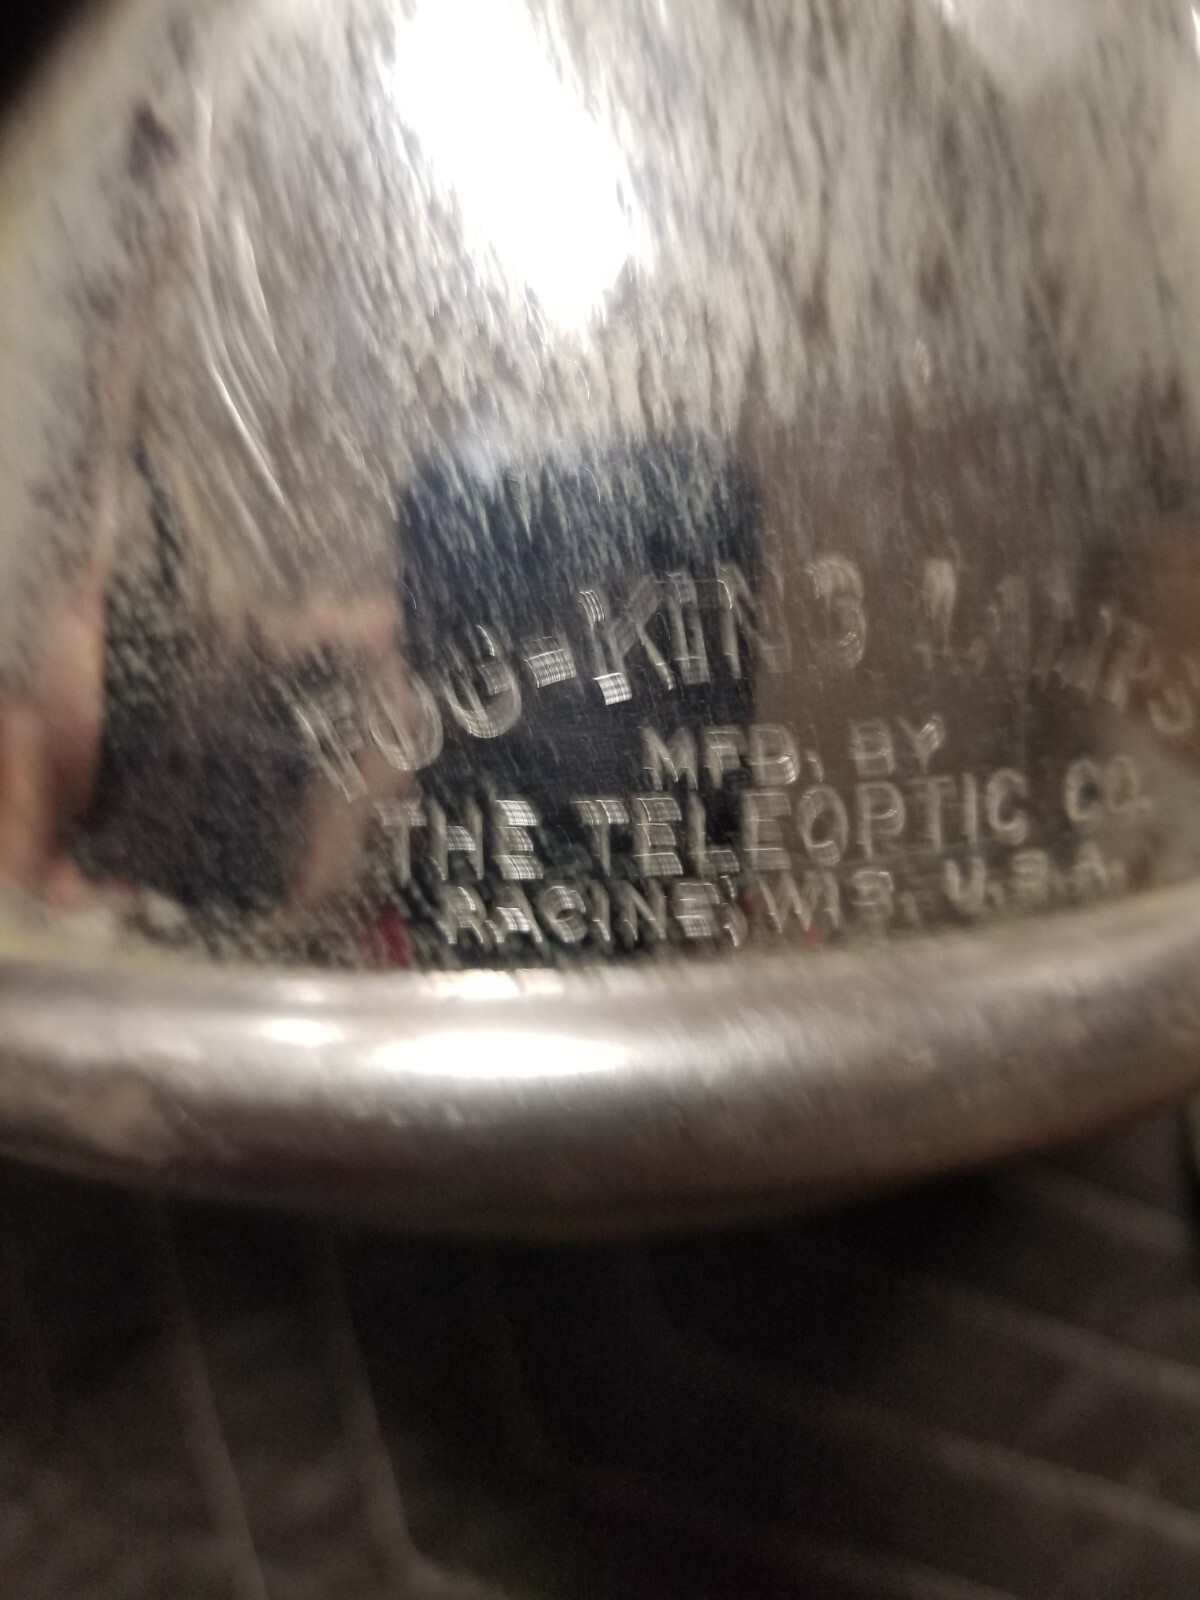 FOG-KING
MFD. BY
THE TELEOPTIC CO.
RACINE, WIS. U.S.A.